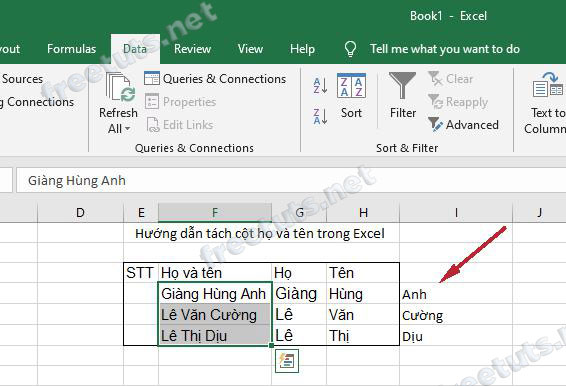 Book1 - Excel
ayout Formulas Data Review View Help Tell me what you want to do
Sources Queries & Connections Clear
g Connections Refresh All Properties Sort Filter Reapply Text to
Edit Links Advanced Column
Queries & Connections Sort & Filter
Giàng Hùng Anh
D E F G H I J
Hướng dẫn tách cột họ và tên trong Excel
STT Họ và tên Họ Tên
Giàng Hùng Anh Giàng Hùng Anh
Lê Văn Cường Lê Văn Cường
Lê Thị Dịu Lê Thị Dịu
freetuts.net
freetuts.net
freetuts.net
freetuts.net